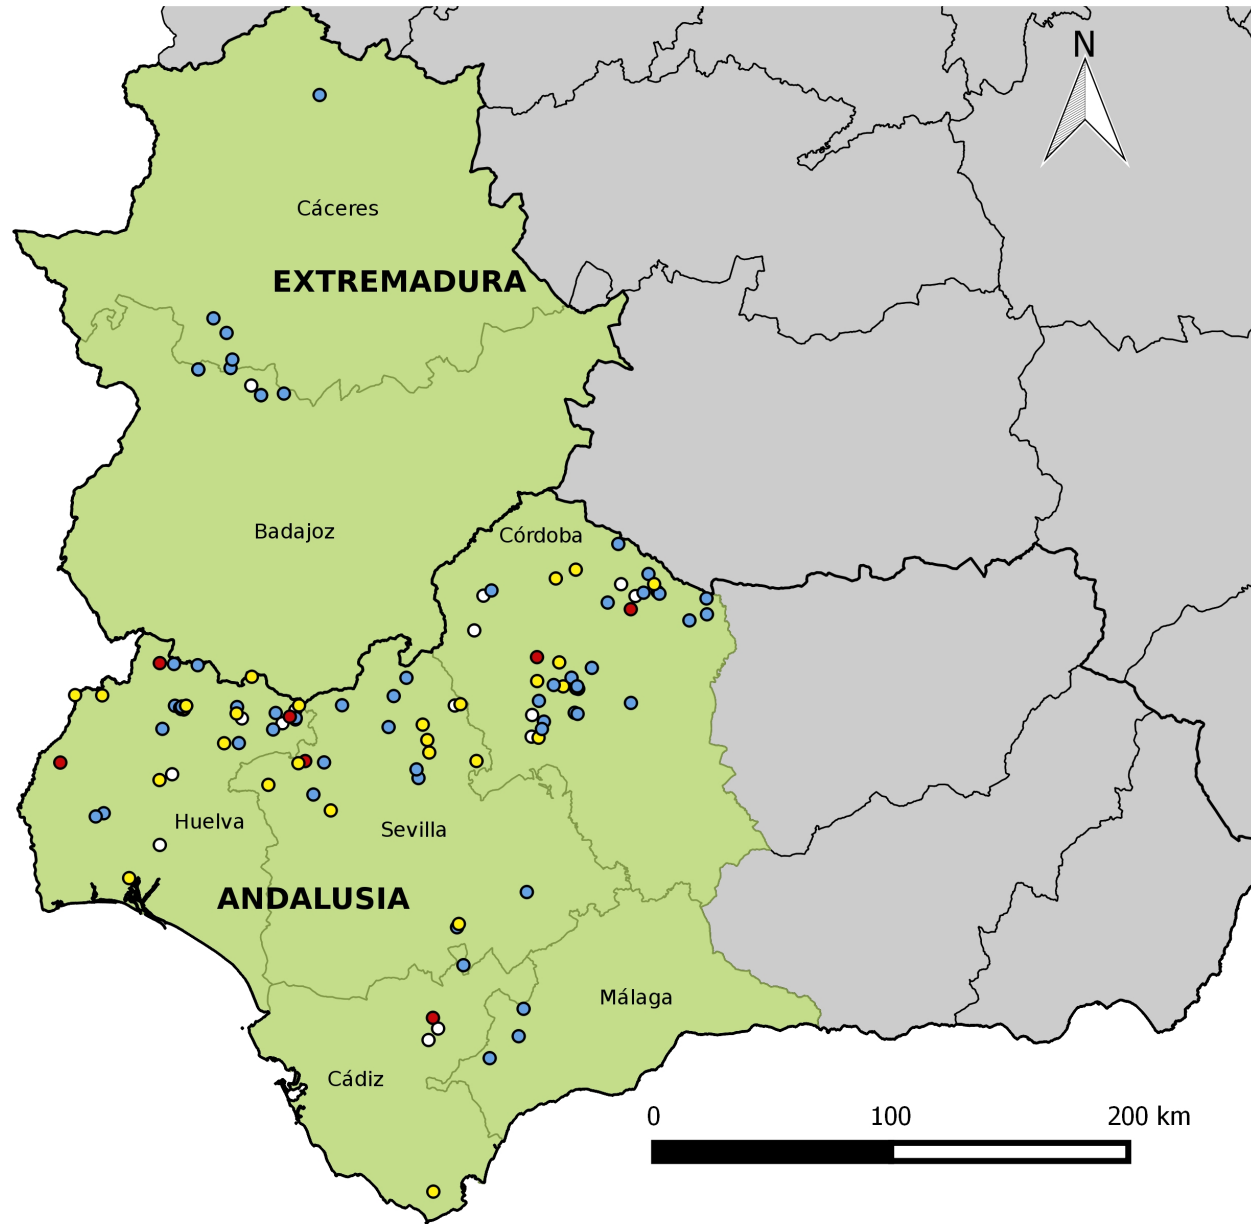 N
Cáceres
EXTREMADURA
Badajoz
Córdoba
Huelva
Sevilla
ANDALUSIA
Málaga
Cádiz
0 100 200 km